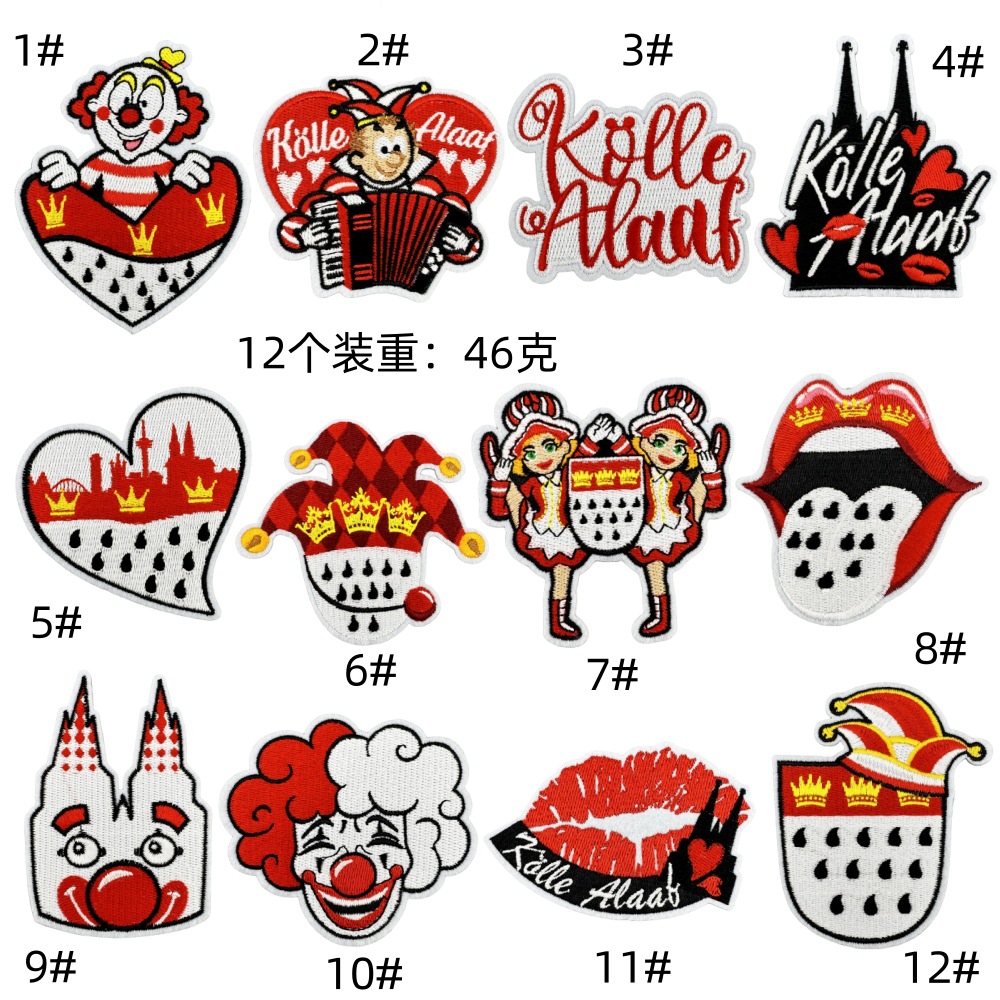 1#
2#
3#
4#
Kölle Alaaf
Kölle
Alaaf
Kölle
Alaaf
12个装重：46克
5#
6#
7#
8#
Kölle Alaaf
9#
10#
11#
12#